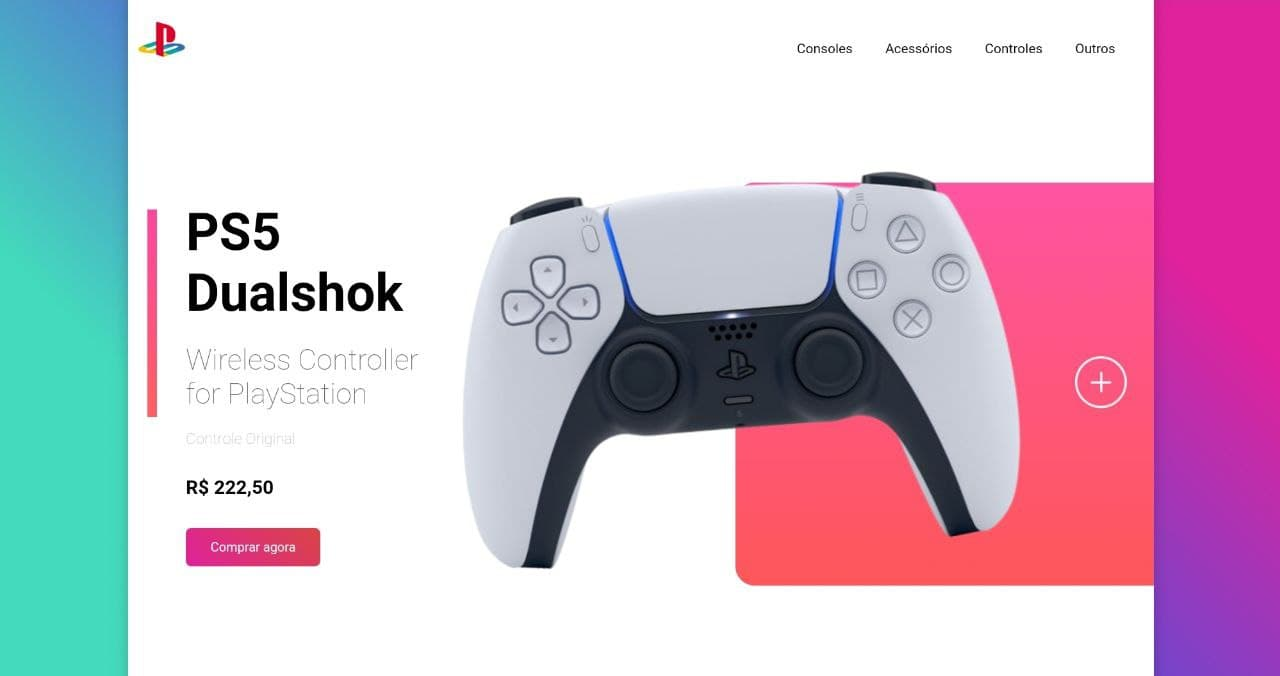 Consoles Acessórios Controles Outros
PS5
Dualshok
Wireless Controller
for PlayStation
Controle Original
R$ 222,50
Comprar agora